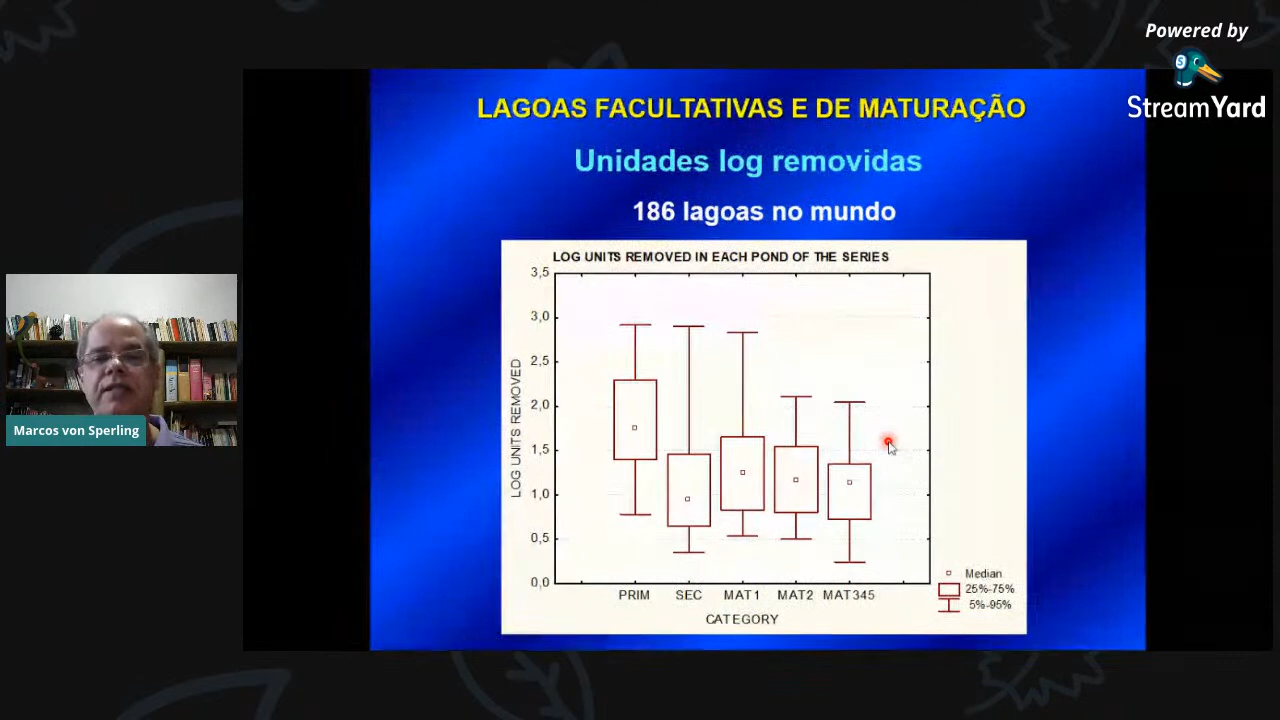 Powered by
StreamYard
LAGOAS FACULTATIVAS E DE MATURAÇÃO
Unidades log removidas
186 lagoas no mundo
LOG UNITS REMOVED IN EACH POND OF THE SERIES
LOG UNITS REMOVED
3,5
3,0
2,5
2,0
1,5
1,0
0,5
0,0
PRIM SEC MAT1 MAT2 MAT345
CATEGORY
Median
25%-75%
5%-95%
Marcos von Sperling